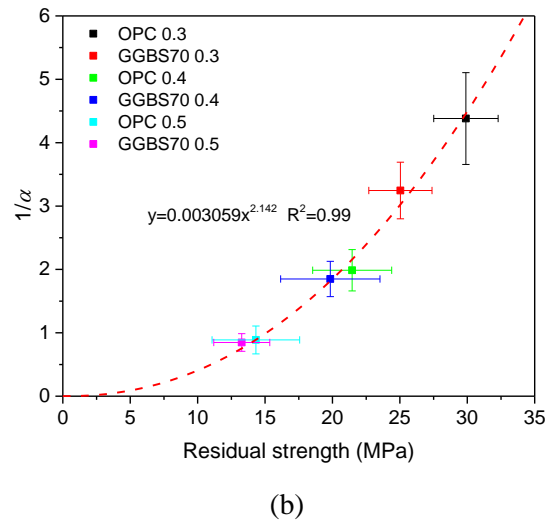 6
5
4
3
2
1
0
1/α
OPC 0.3
GGBS70 0.3
OPC 0.4
GGBS70 0.4
OPC 0.5
GGBS70 0.5
y=0.003059x^2.142 R^2=0.99
0 5 10 15 20 25 30 35
Residual strength (MPa)
(b)